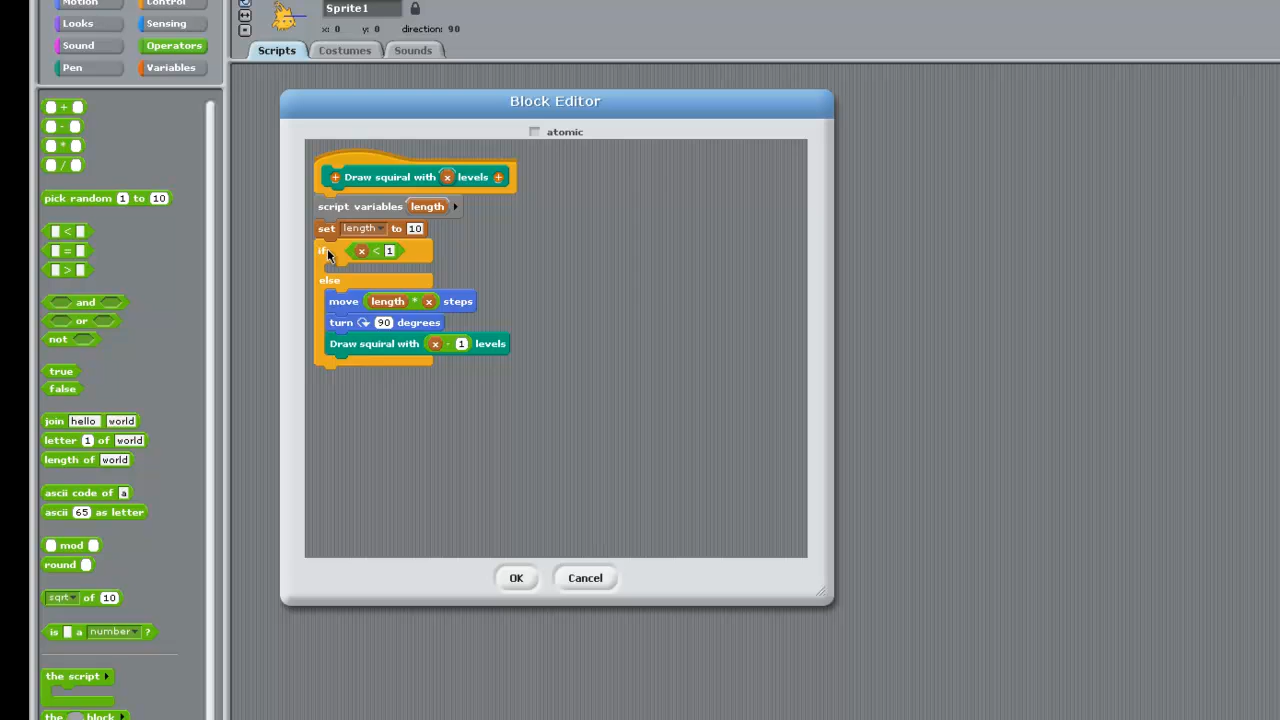 Motion Control
Looks Sensing
Sound Operators
Pen Variables
Sprite1
x: 0 y: 0 direction: 90
Scripts Costumes Sounds
+
-
*
/
pick random 1 to 10
<
=
>
and
or
not
true
false
join hello world
letter 1 of world
length of world
ascii code of a
ascii 65 as letter
mod
round
sqrt of 10
is a number ?
the script
the block
Block Editor
atomic
+ Draw squiral with x levels +
script variables length
set length to 10
if x < 1
else
move length * x steps
turn 90 degrees
Draw squiral with x - 1 levels
OK Cancel